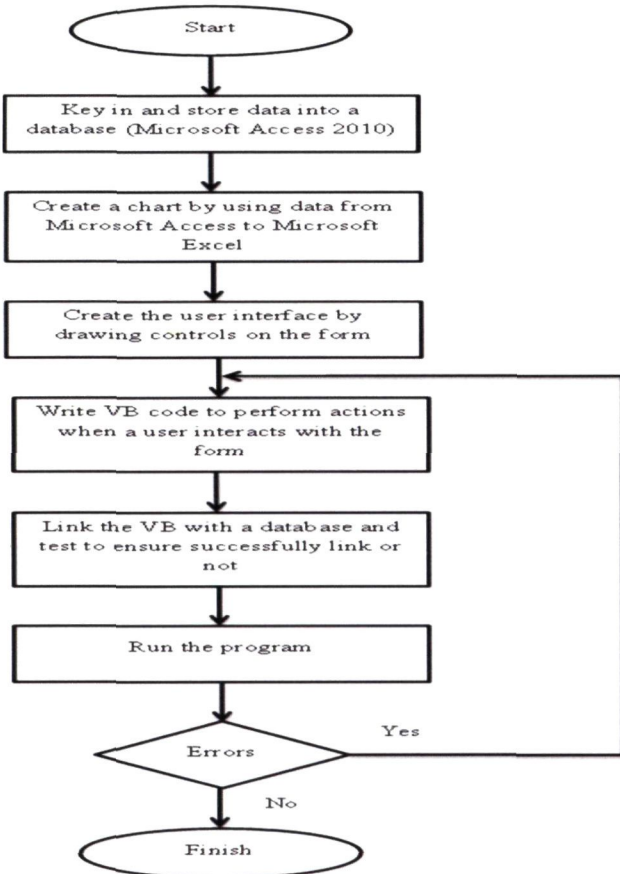 Start
Key in and store data into a
database (Microsoft Access 2010)
Create a chart by using data from
Microsoft Access to Microsoft
Excel
Create the user interface by
drawing controls on the form
Write VB code to perform actions
when a user interacts with the
form
Link the VB with a database and
test to ensure successfully link or
not
Run the program
Errors
Yes
No
Finish